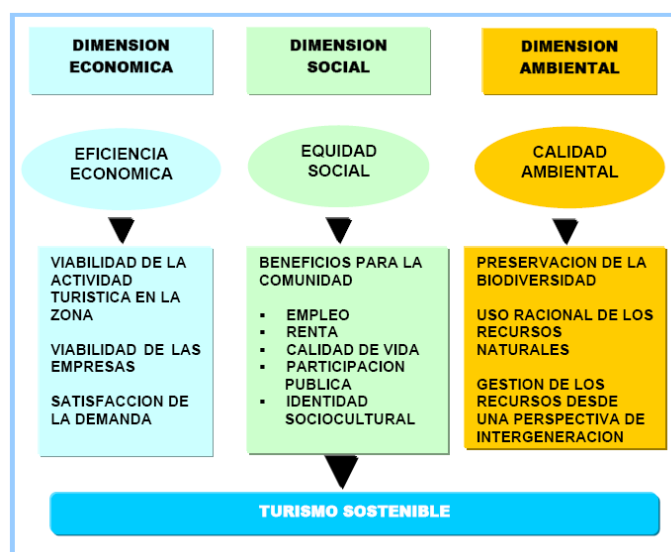 DIMENSION
ECONOMICA
DIMENSION
SOCIAL
DIMENSION
AMBIENTAL
EFICIENCIA
ECONOMICA
EQUIDAD
SOCIAL
CALIDAD
AMBIENTAL
VIABILIDAD DE LA
ACTIVIDAD
TURISTICA EN LA
ZONA
VIABILIDAD DE LAS
EMPRESAS
SATISFACCION DE
LA DEMANDA
BENEFICIOS PARA LA
COMUNIDAD
▪ EMPLEO
▪ RENTA
▪ CALIDAD DE VIDA
▪ PARTICIPACION
PUBLICA
▪ IDENTIDAD
SOCIOCULTURAL
PRESERVACION DE LA
BIODIVERSIDAD
USO RACIONAL DE LOS
RECURSOS
NATURALES
GESTION DE LOS
RECURSOS DESDE
UNA PERSPECTIVA DE
INTERGENERACION
TURISMO SOSTENIBLE